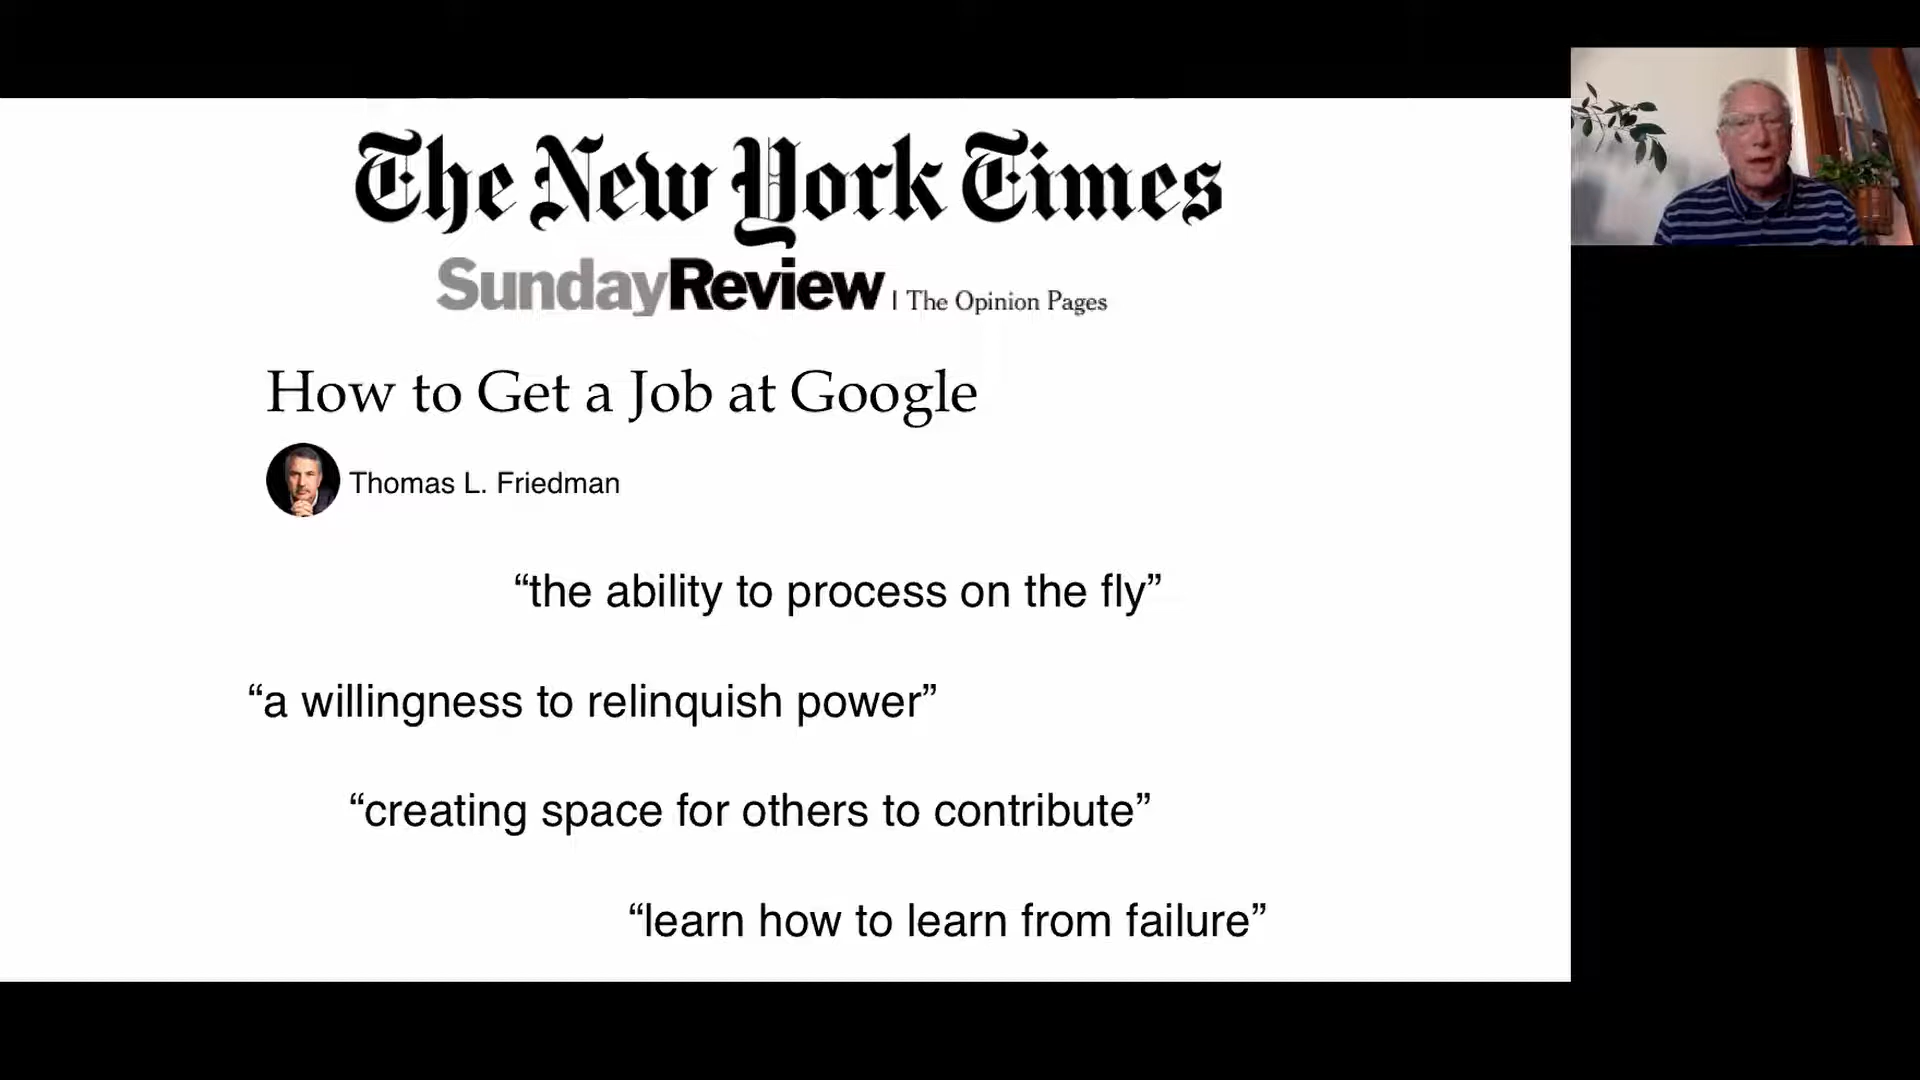 The New York Times
SundayReview | The Opinion Pages
How to Get a Job at Google
Thomas L. Friedman
“the ability to process on the fly”
“a willingness to relinquish power”
“creating space for others to contribute”
“learn how to learn from failure”